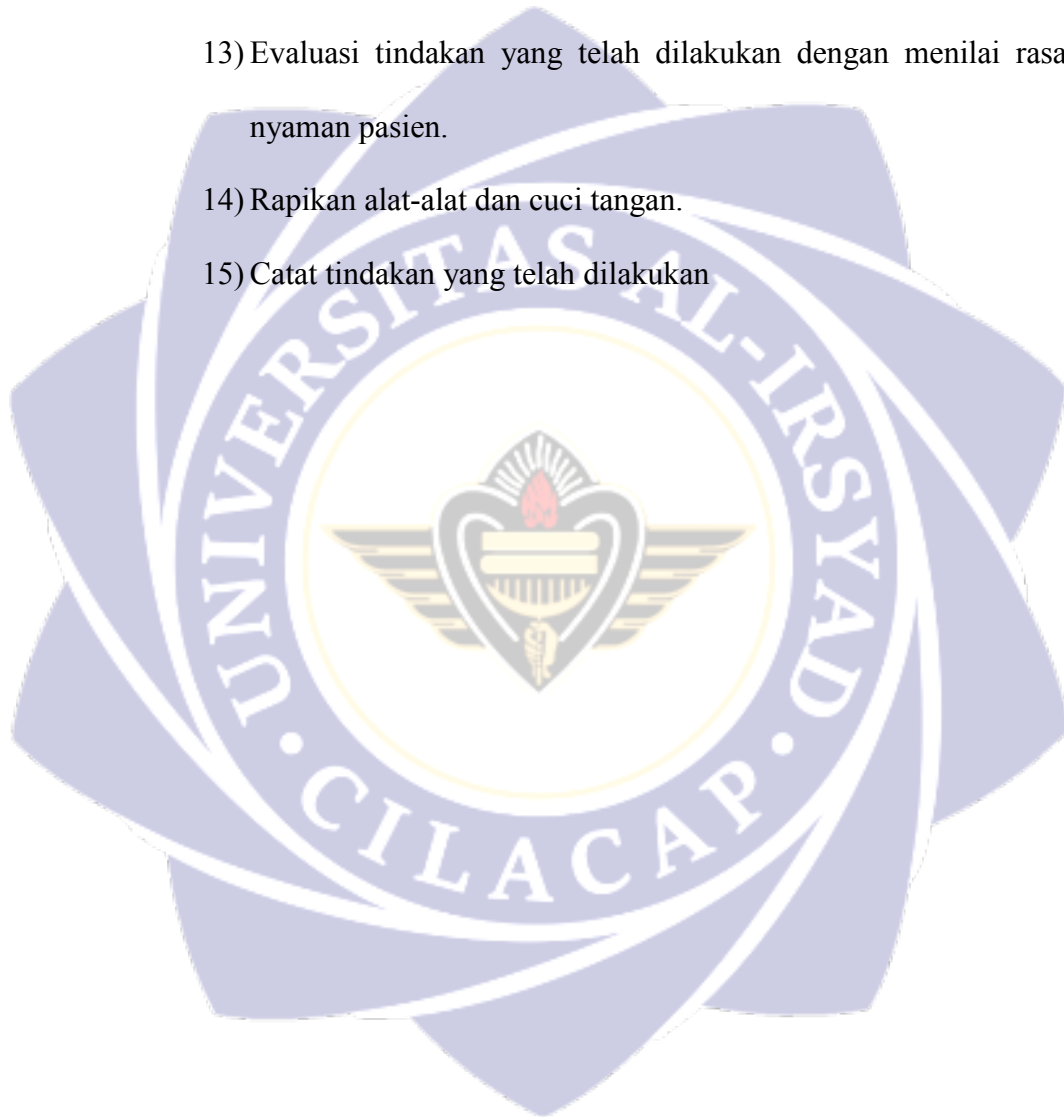 13) Evaluasi tindakan yang telah dilakukan dengan menilai rasa
nyaman pasien.
14) Rapikan alat-alat dan cuci tangan.
15) Catat tindakan yang telah dilakukan
UNIVERSITAS AL-IRSYAD
• CILACAP •